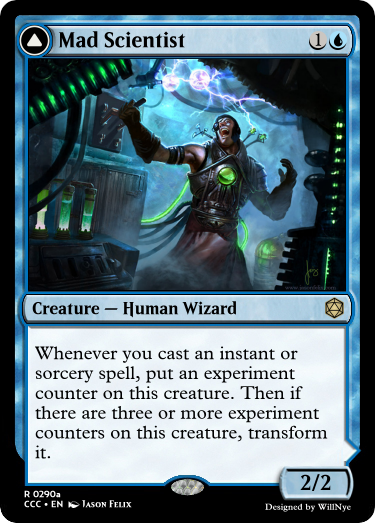 Mad Scientist 1
Creature — Human Wizard
Whenever you cast an instant or
sorcery spell, put an experiment
counter on this creature. Then if
there are three or more experiment
counters on this creature, transform
it.
2/2
R 0290a
CCC • EN Jason Felix
Designed by WillNye